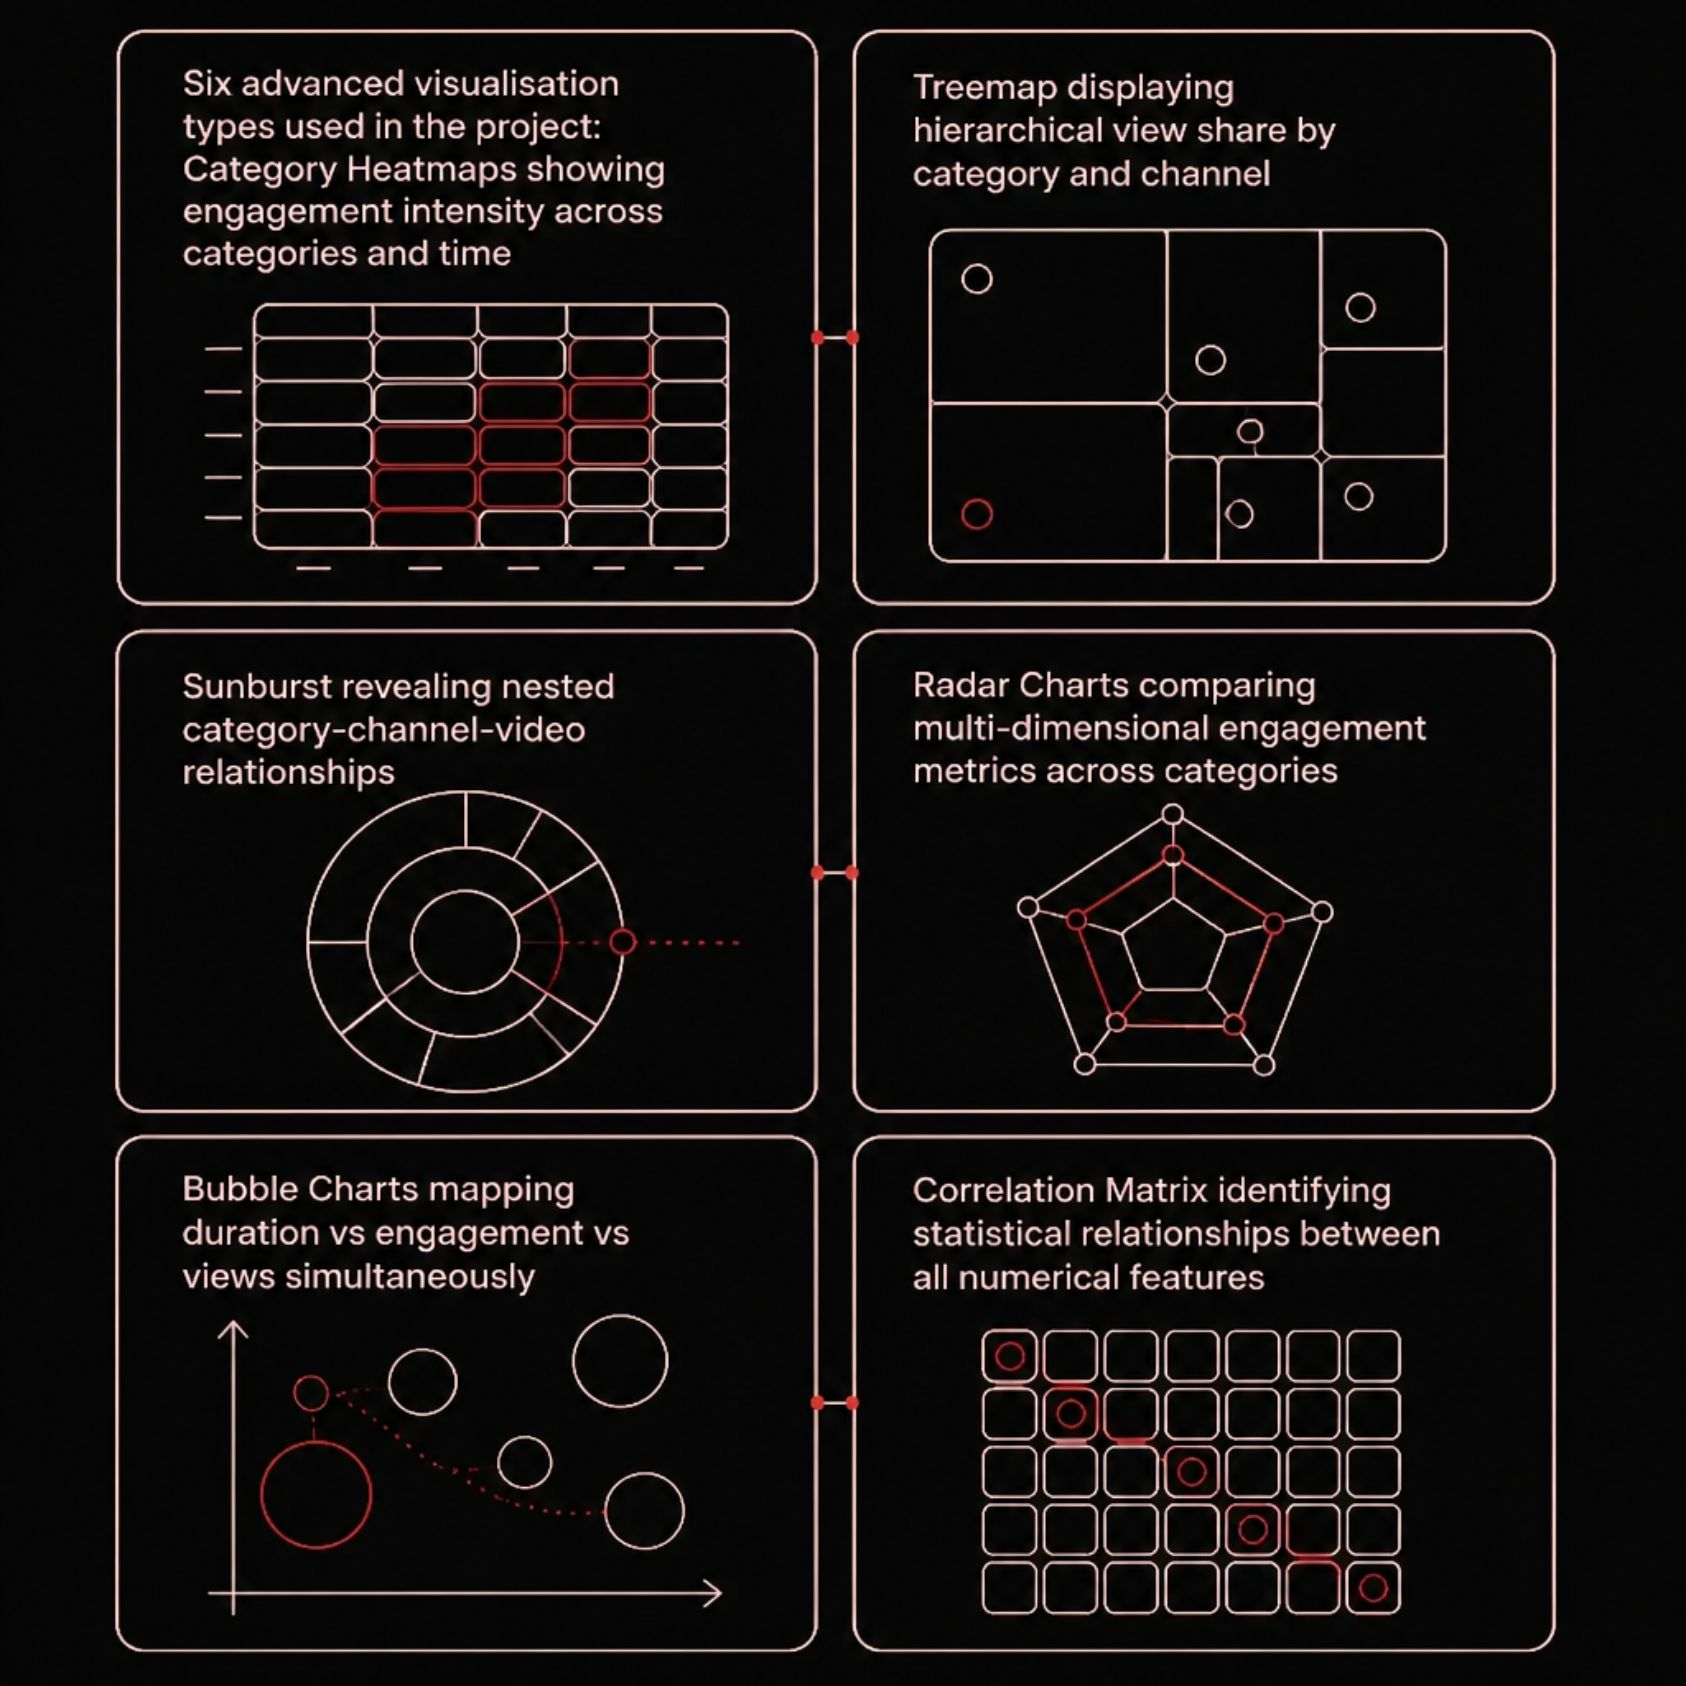 Six advanced visualisation
types used in the project:
Category Heatmaps showing
engagement intensity across
categories and time
Treemap displaying
hierarchical view share by
category and channel
Sunburst revealing nested
category-channel-video
relationships
Radar Charts comparing
multi-dimensional engagement
metrics across categories
Bubble Charts mapping
duration vs engagement vs
views simultaneously
Correlation Matrix identifying
statistical relationships between
all numerical features